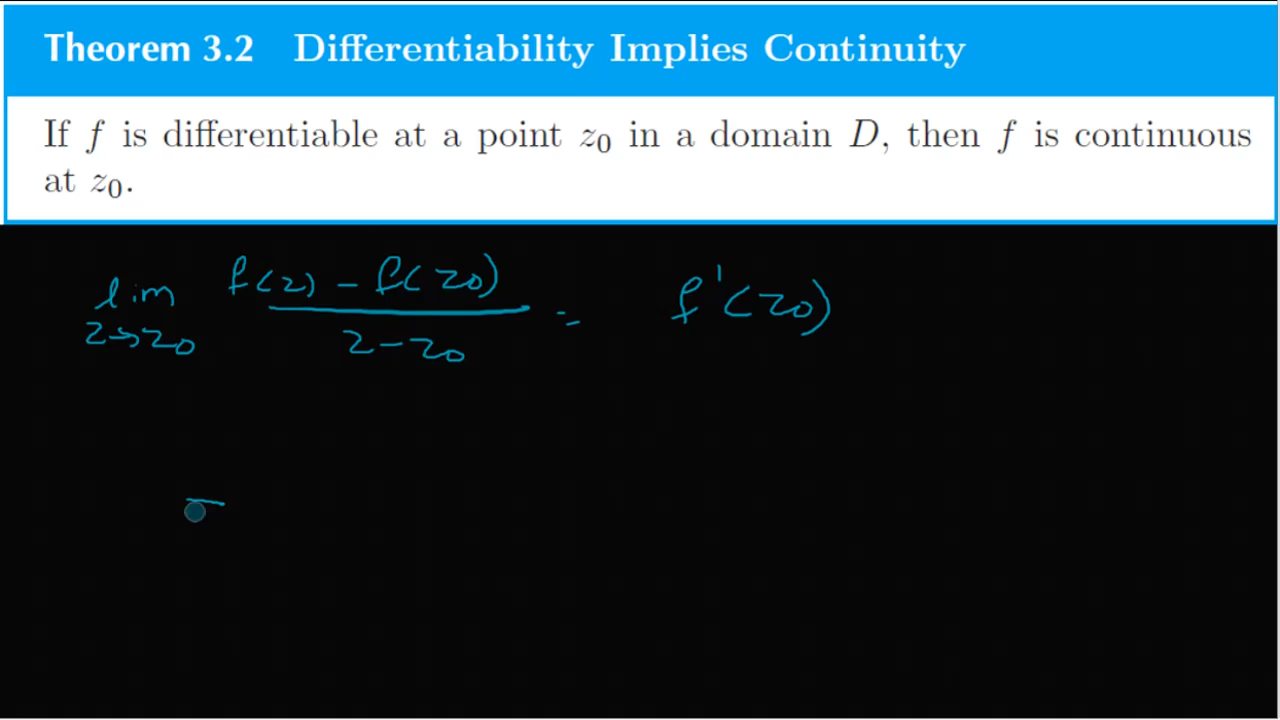 Theorem 3.2 Differentiability Implies Continuity
If f is differentiable at a point z₀ in a domain D, then f is continuous
at z₀.
lim f(z) - f(z₀) = f'(z₀)
z→z₀ z - z₀